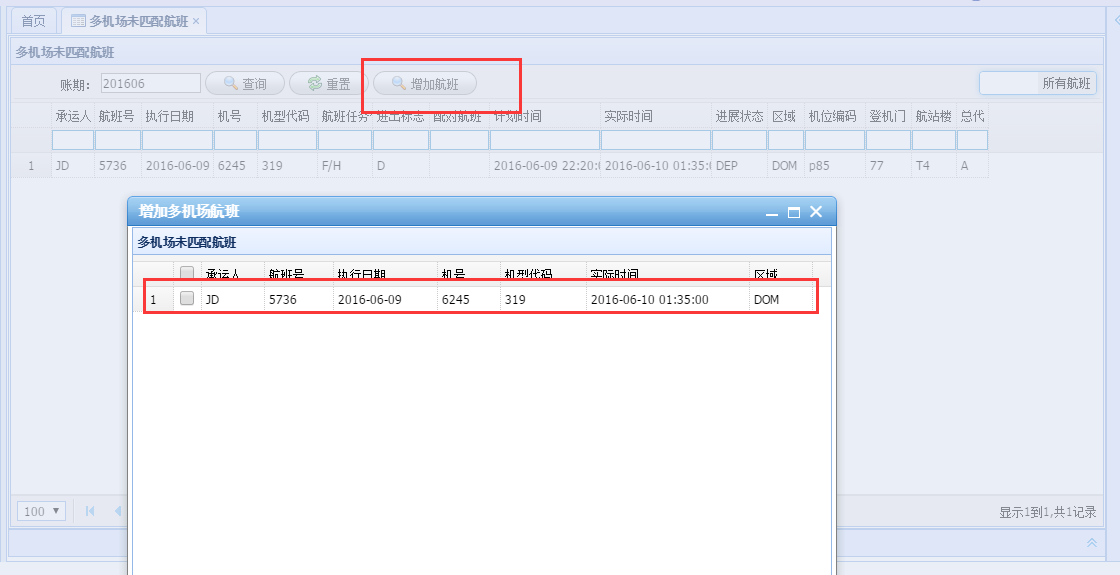 首页 多机场未匹配航班 ×
多机场未匹配航班
账期： 201606 查询 重置 增加航班 所有航班
承运人 航班号 执行日期 机号 机型代码 航班任务 进出标志 配对航班 计划时间 实际时间 进展状态 区域 机位编码 登机门 航站楼 总代
1 JD 5736 2016-06-09 6245 319 F/H D 2016-06-09 22:20:0 2016-06-10 01:35:0 DEP DOM p85 77 T4 A
增加多机场航班
多机场未匹配航班
承运人 航班号 执行日期 机号 机型代码 实际时间 区域
1 JD 5736 2016-06-09 6245 319 2016-06-10 01:35:00 DOM
100 显示1到1,共1记录